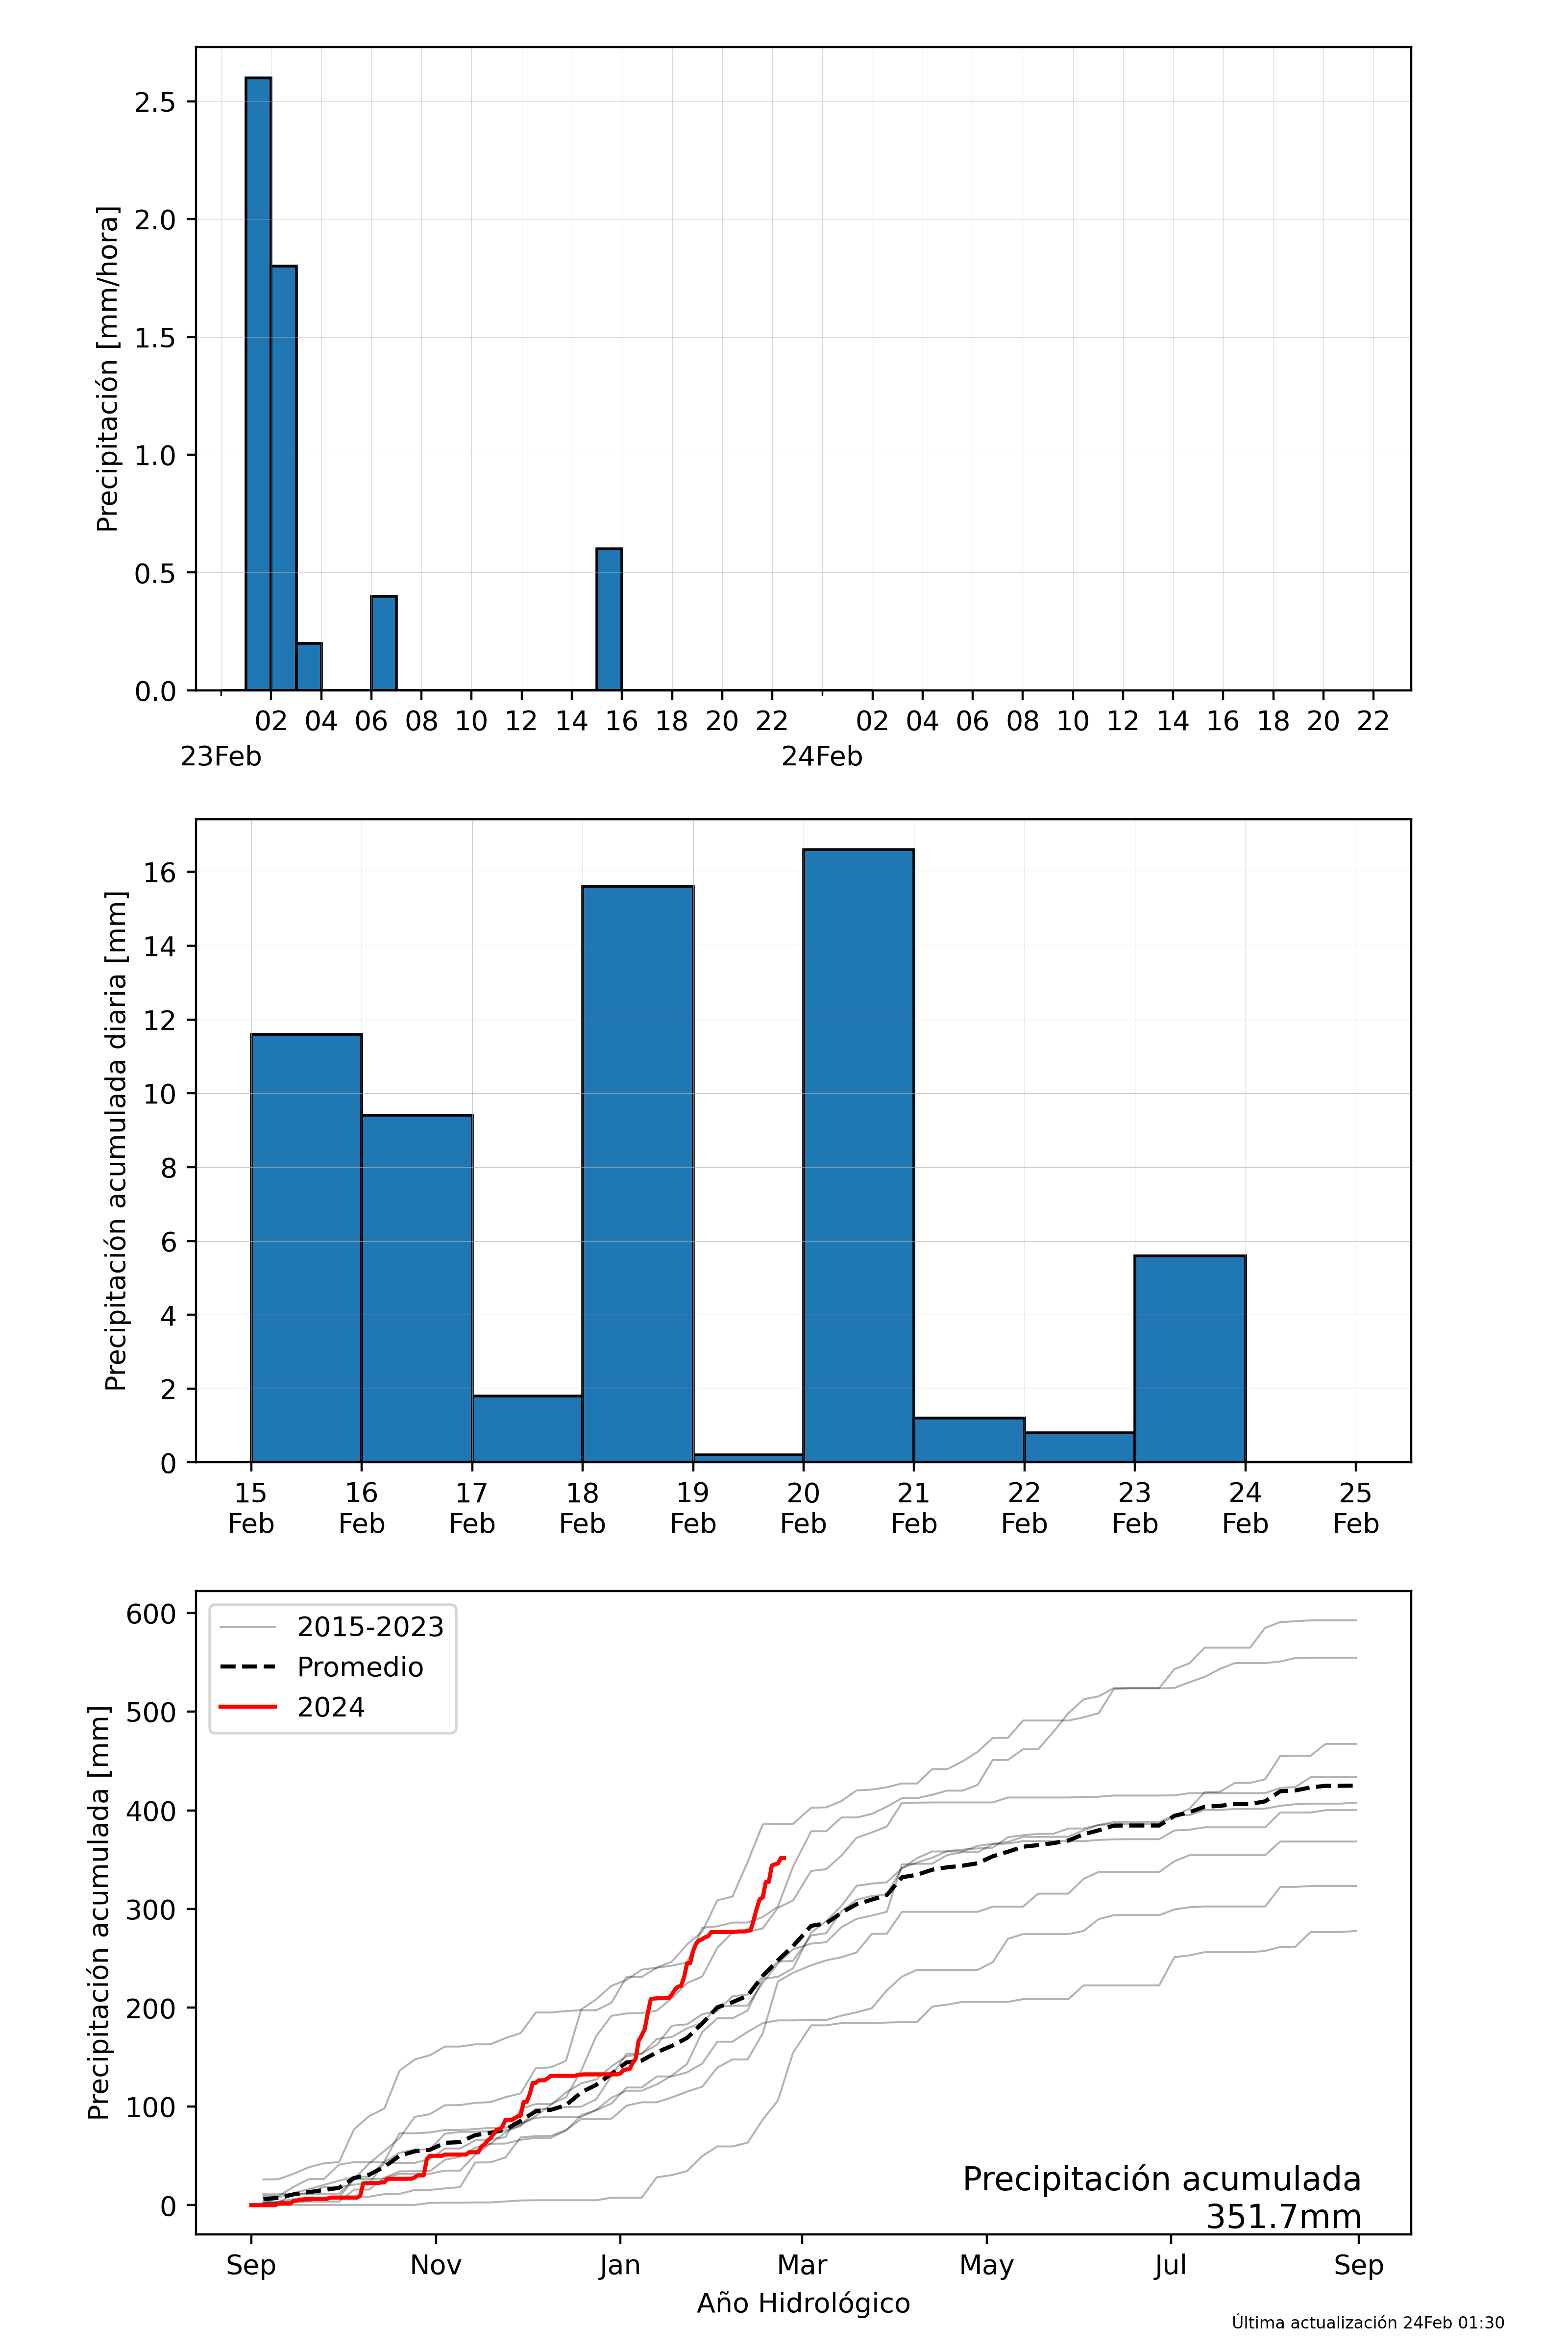 Precipitación [mm/hora]
2.5
2.0
1.5
1.0
0.5
0.0
02 04 06 08 10 12 14 16 18 20 22 02 04 06 08 10 12 14 16 18 20 22
23Feb 24Feb
Precipitación acumulada diaria [mm]
16
14
12
10
8
6
4
2
0
15 16 17 18 19 20 21 22 23 24 25
Feb Feb Feb Feb Feb Feb Feb Feb Feb Feb Feb
Precipitación acumulada [mm]
600
500
400
300
200
100
0
2015-2023
Promedio
2024
Precipitación acumulada
351.7mm
Sep Nov Jan Mar May Jul Sep
Año Hidrológico
Última actualización 24Feb 01:30